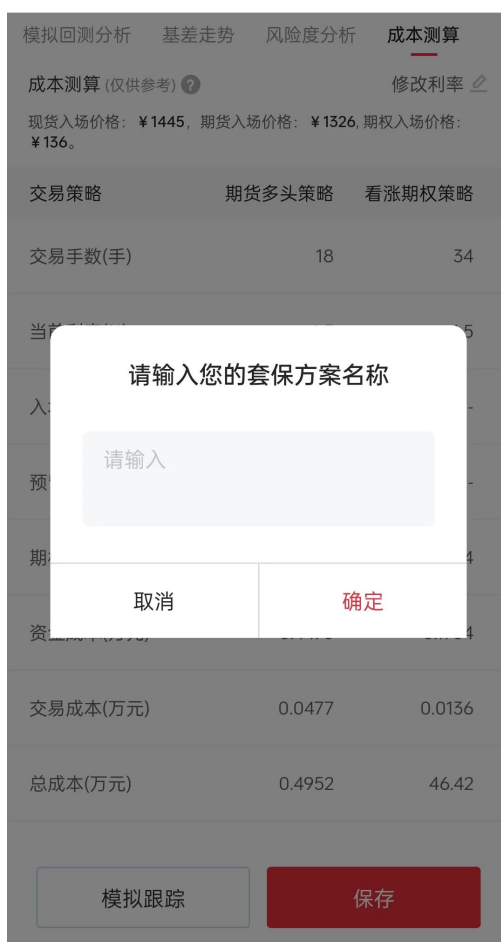 模拟回测分析 基差走势 风险度分析 成本测算
成本测算 (仅供参考) ? 修改利率
现货入场价格：￥1445，期货入场价格：￥1326, 期权入场价格：
￥136。
交易策略 期货多头策略 看涨期权策略
交易手数(手) 18 34
请输入您的套保方案名称
请输入
取消 确定
交易成本(万元) 0.0477 0.0136
总成本(万元) 0.4952 46.42
模拟跟踪 保存